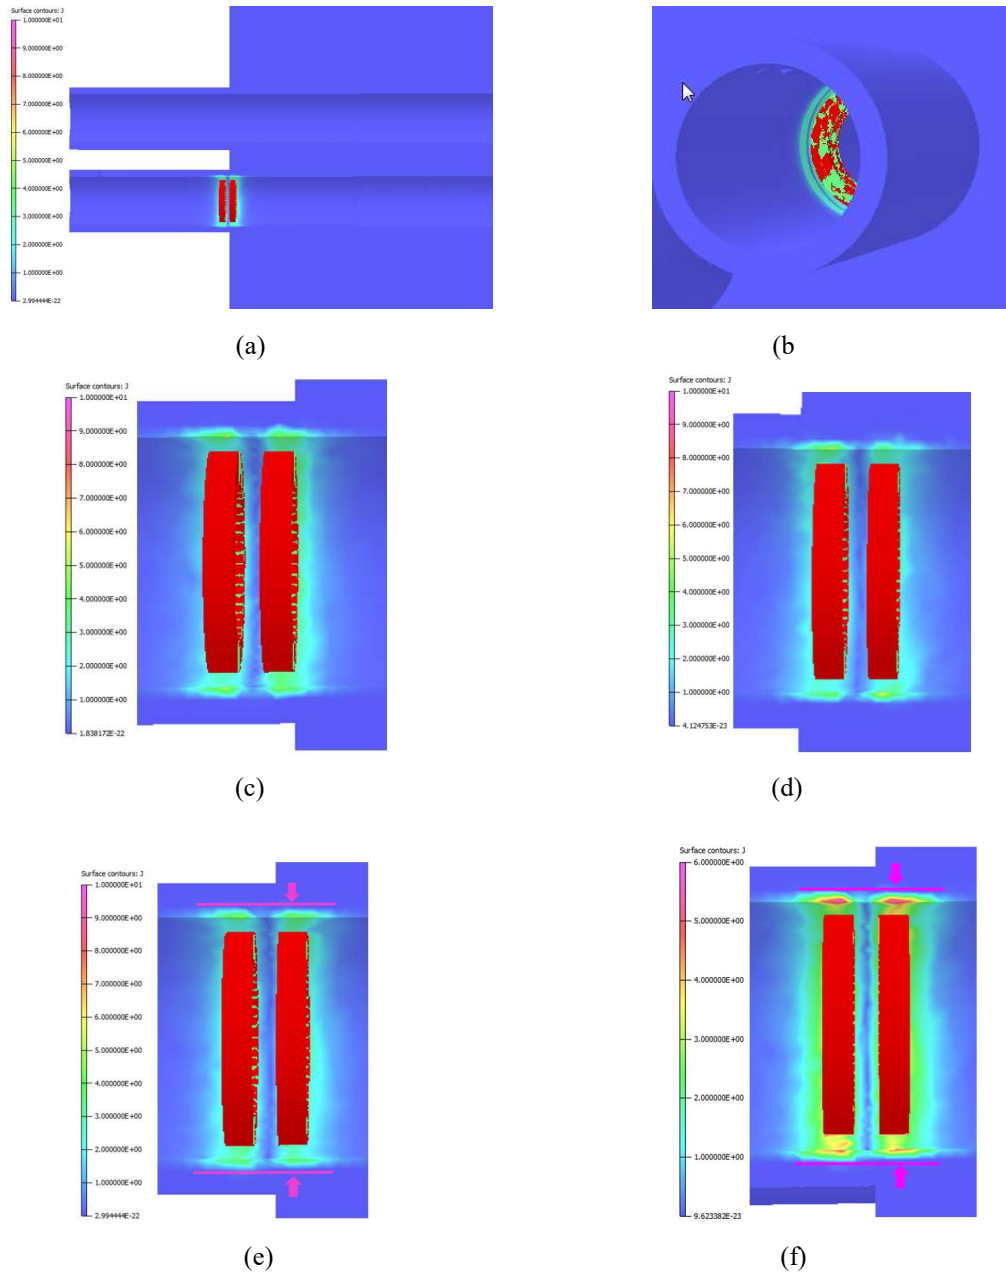 Surface contours: J
1.000000E+01
9.000000E+00
8.000000E+00
7.000000E+00
6.000000E+00
5.000000E+00
4.000000E+00
3.000000E+00
2.000000E+00
1.000000E+00
2.994444E-22
(a)
(b
Surface contours: J
1.000000E+01
9.000000E+00
8.000000E+00
7.000000E+00
6.000000E+00
5.000000E+00
4.000000E+00
3.000000E+00
2.000000E+00
1.000000E+00
1.838172E-22
(c)
Surface contours: J
1.000000E+01
9.000000E+00
8.000000E+00
7.000000E+00
6.000000E+00
5.000000E+00
4.000000E+00
3.000000E+00
2.000000E+00
1.000000E+00
4.124753E-23
(d)
Surface contours: J
1.000000E+01
9.000000E+00
8.000000E+00
7.000000E+00
6.000000E+00
5.000000E+00
4.000000E+00
3.000000E+00
2.000000E+00
1.000000E+00
2.994444E-22
(e)
Surface contours: J
6.000000E+00
5.000000E+00
4.000000E+00
3.000000E+00
2.000000E+00
1.000000E+00
9.623382E-23
(f)